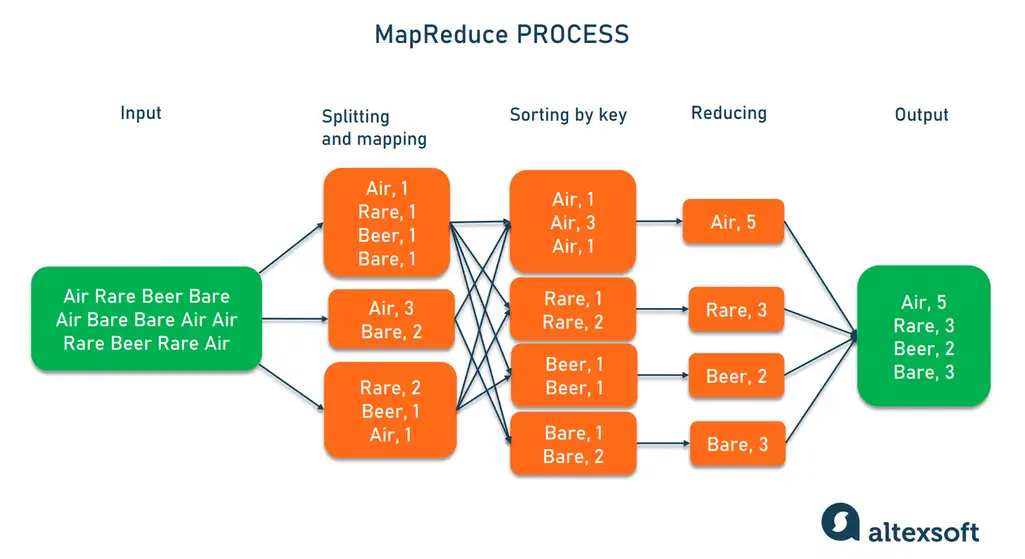 MapReduce PROCESS
Input
Splitting
and mapping
Sorting by key
Reducing
Output
Air Rare Beer Bare
Air Bare Bare Air Air
Rare Beer Rare Air
Air, 1
Rare, 1
Beer, 1
Bare, 1
Air, 3
Bare, 2
Rare, 2
Beer, 1
Air, 1
Air, 1
Air, 3
Air, 1
Rare, 1
Rare, 2
Beer, 1
Beer, 1
Bare, 1
Bare, 2
Air, 5
Rare, 3
Beer, 2
Bare, 3
Air, 5
Rare, 3
Beer, 2
Bare, 3
altexsoft